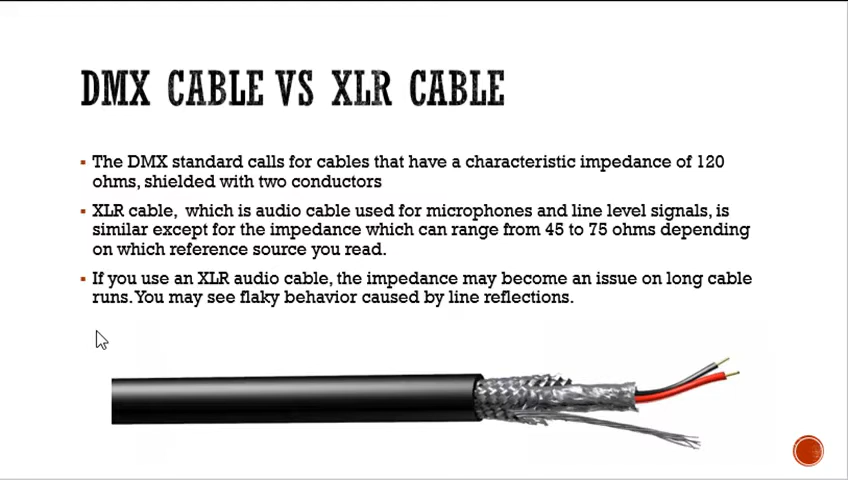 DMX CABLE VS XLR CABLE
▪ The DMX standard calls for cables that have a characteristic impedance of 120
ohms, shielded with two conductors
▪ XLR cable,  which is audio cable used for microphones and line level signals, is
similar except for the impedance which can range from 45 to 75 ohms depending
on which reference source you read.
▪ If you use an XLR audio cable, the impedance may become an issue on long cable
runs. You may see flaky behavior caused by line reflections.